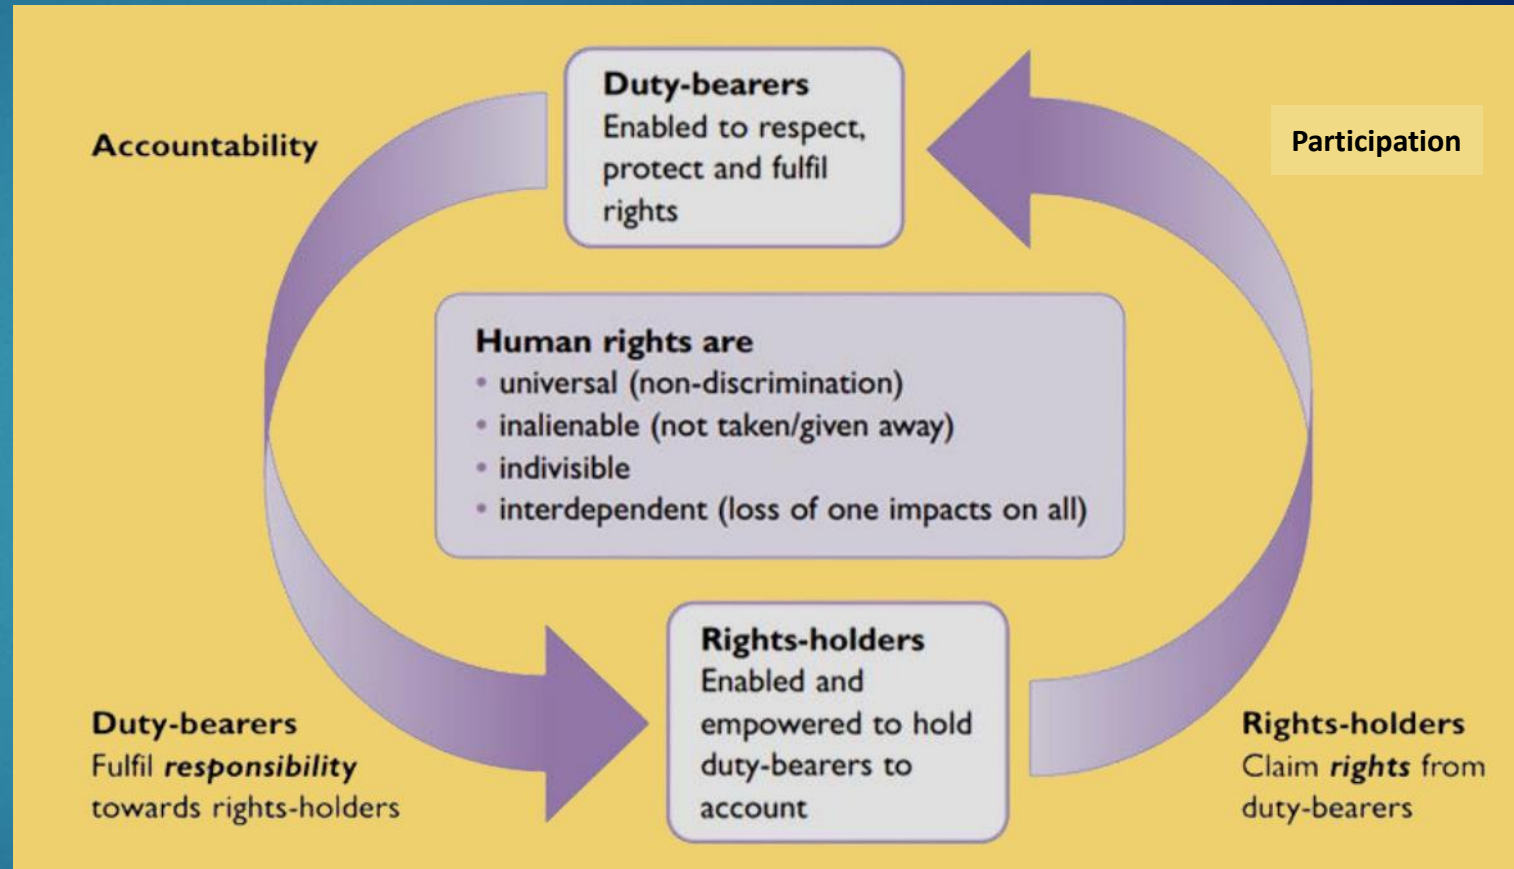 Duty-bearers
Enabled to respect,
protect and fulfil
rights
Accountability
Participation
Human rights are
• universal (non-discrimination)
• inalienable (not taken/given away)
• indivisible
• interdependent (loss of one impacts on all)
Rights-holders
Enabled and
empowered to hold
duty-bearers to
account
Duty-bearers
Fulfil responsibility
towards rights-holders
Rights-holders
Claim rights from
duty-bearers